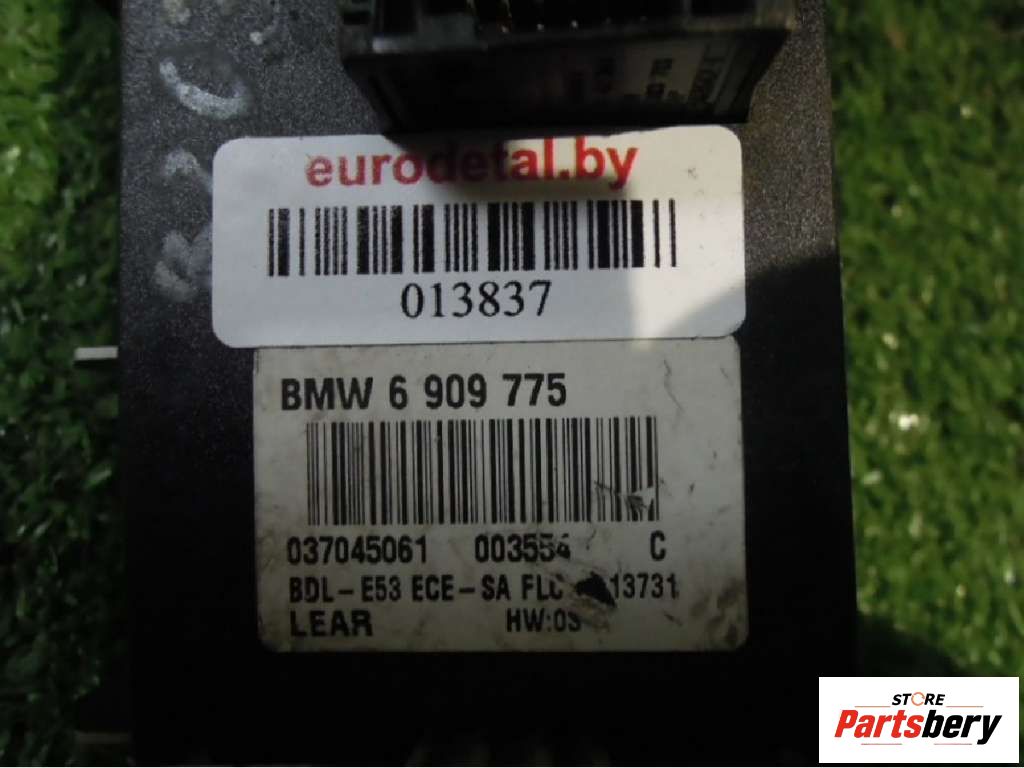 eurodetal.by
013837
BMW 6 909 775
037045061 003554 C
BDL-E53 ECE-SA FLC 13731
LEAR HW:03
STORE
Partsbery